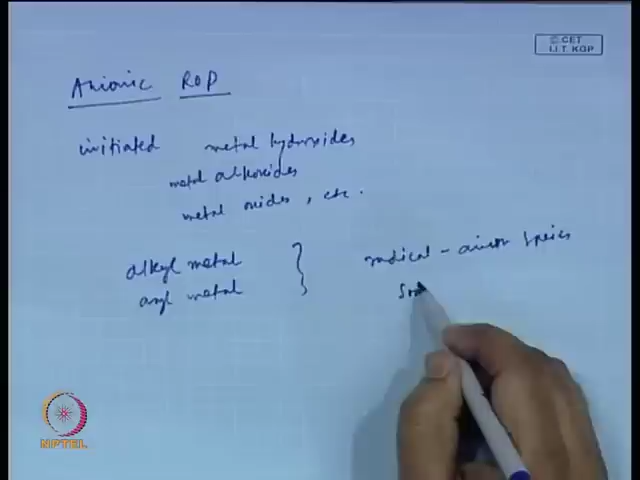 © CET
I.I.T. KGP
Anionic ROP
initiated metal hydroxides
metal alkoxides
metal oxides, etc.
alkyl metal
aryl metal
radical - anion species
NPTEL